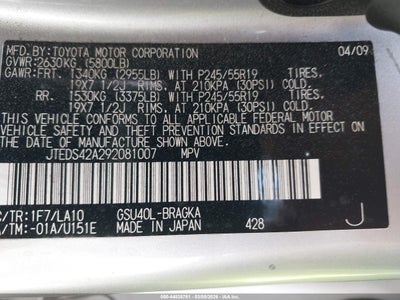 MFD. BY: TOYOTA MOTOR CORPORATION 04/09
GVWR: 2630KG (5800LB)
GAWR: FRT. 1340KG (2955LB) WITH P245/55R19 TIRES.
19X7 1/2J RIMS. AT 210KPA (30PSI) COLD
RR. 1530KG (3375LB) WITH P245/55R19 TIRES.
19X7 1/2J RIMS. AT 210KPA (30PSI) COLD
THIS VEHICLE CONFORMS TO ALL APPLICABLE FEDERAL MOTOR
VEHICLE SAFETY STANDARDS IN EFFECT ON THE DATE OF
MANUFACTURE SHOWN ABOVE.
JTEDS42A292081007 MPV
C/TR: 1F7/LA10 GSU40L-BRAGKA J
A/TM: -01A/U151E MADE IN JAPAN 428